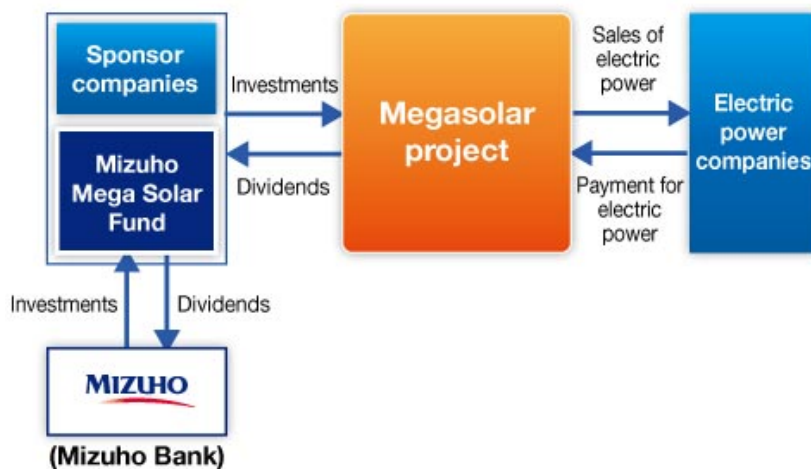 Sponsor
companies
Mizuho
Mega Solar
Fund
Investments
Dividends
Megasolar
project
Sales of
electric
power
Payment for
electric
power
Electric
power
companies
Investments
Dividends
MIZUHO
(Mizuho Bank)